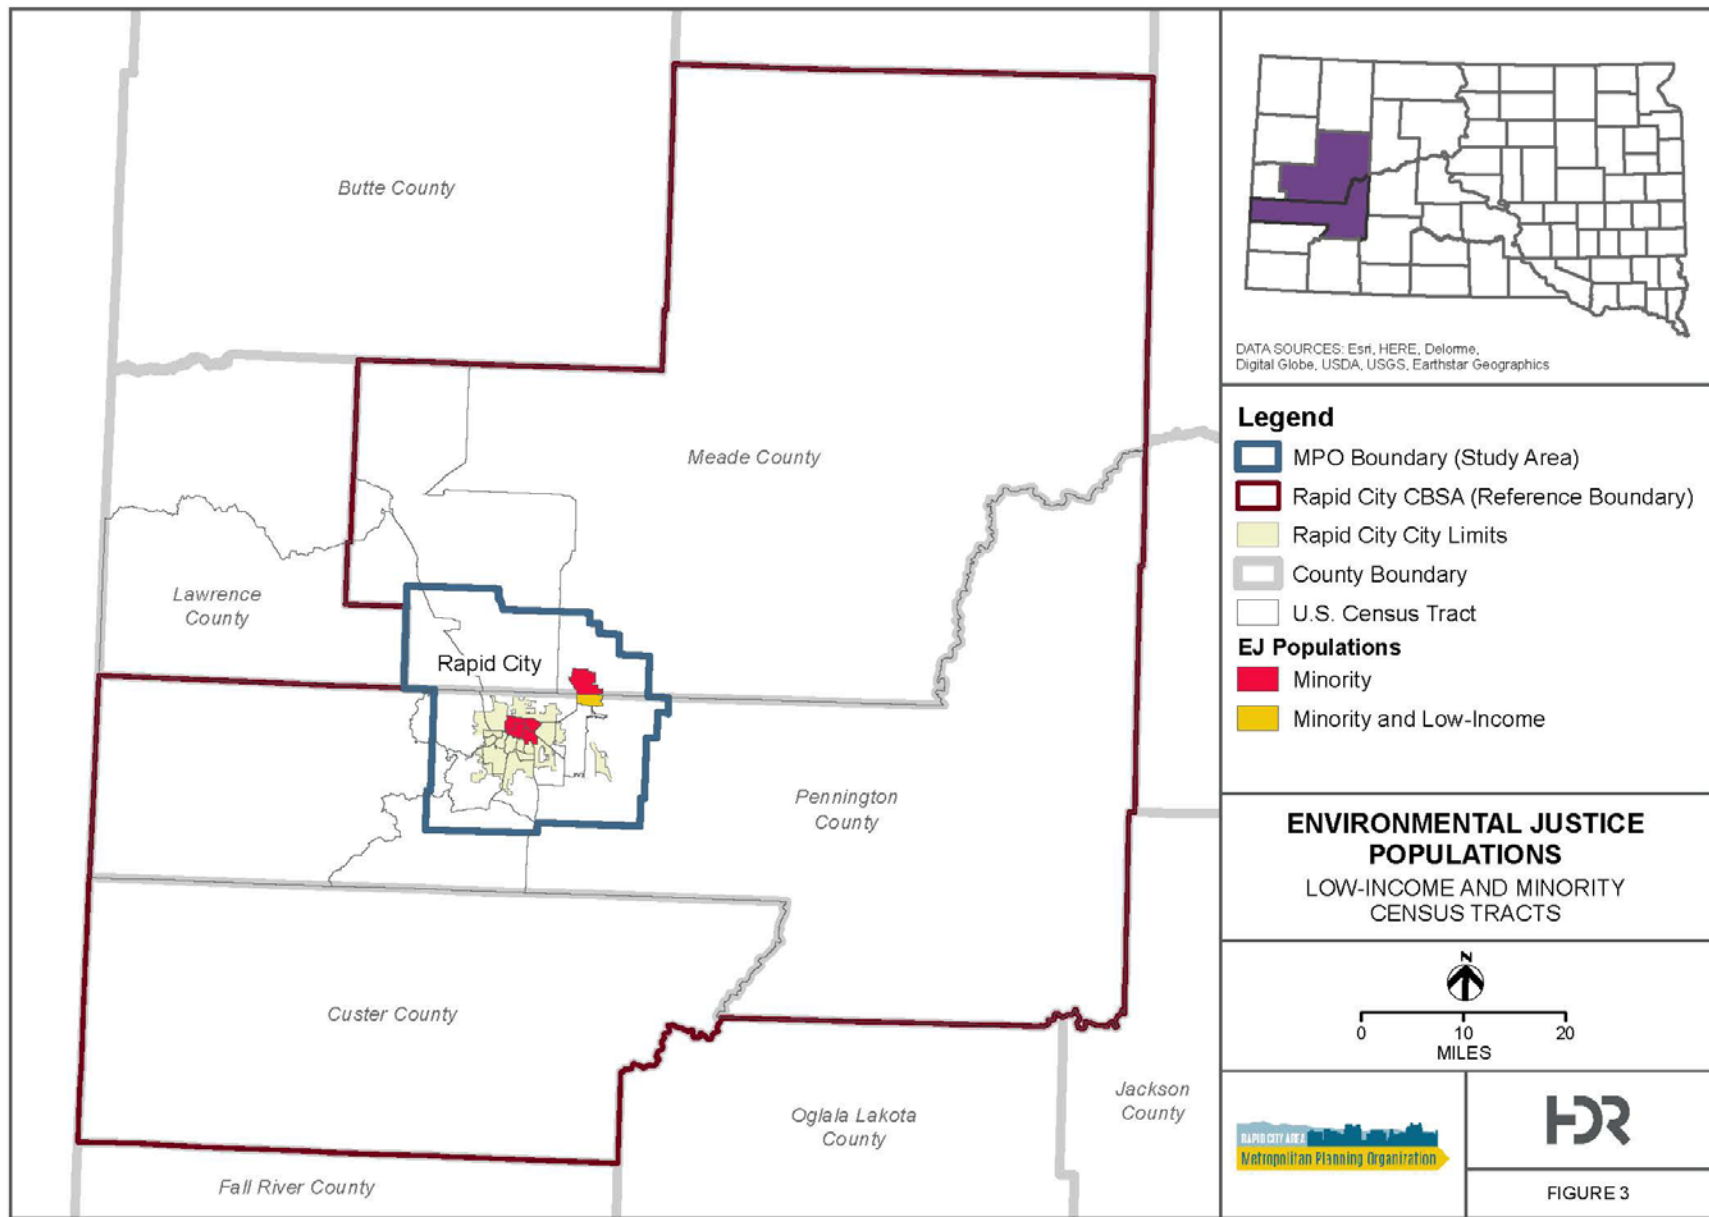 Butte County
Meade County
Lawrence
County
Rapid City
Pennington
County
Custer County
Oglala Lakota
County
Jackson
County
Fall River County
DATA SOURCES: Esri, HERE, Delorme,
Digital Globe, USDA, USGS, Earthstar Geographics
Legend
MPO Boundary (Study Area)
Rapid City CBSA (Reference Boundary)
Rapid City City Limits
County Boundary
U.S. Census Tract
EJ Populations
Minority
Minority and Low-Income
ENVIRONMENTAL JUSTICE
POPULATIONS
LOW-INCOME AND MINORITY
CENSUS TRACTS
N
0 10 20
MILES
RAPID CITY AREA
Metropolitan Planning Organization
HDR
FIGURE 3